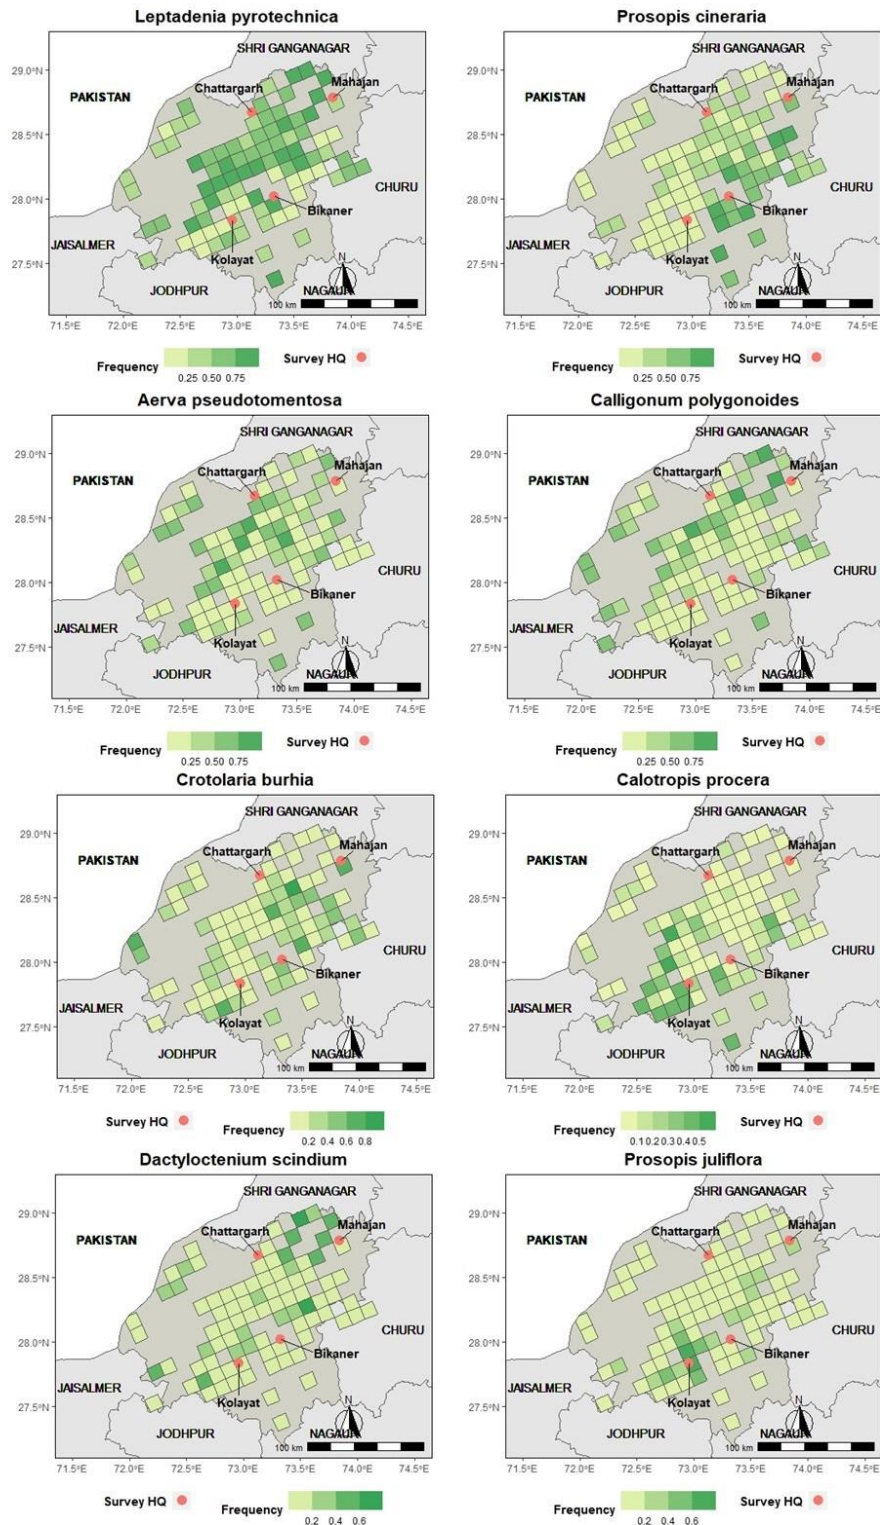 Leptadenia pyrotechnica
SHRI GANGANAGAR
29.0°N
Chattargarh
Mahajan
PAKISTAN
28.5°N
28.0°N
CHURU
Bikaner
JAISALMER
27.5°N
Kolayat
N
JODHPUR
NAGAUR
100 km
71.5°E 72.0°E 72.5°E 73.0°E 73.5°E 74.0°E 74.5°E
Frequency
0.25 0.50 0.75
Survey HQ
Prosopis cineraria
SHRI GANGANAGAR
29.0°N
Chattargarh
Mahajan
PAKISTAN
28.5°N
28.0°N
CHURU
Bikaner
JAISALMER
27.5°N
Kolayat
N
JODHPUR
NAGAUR
100 km
71.5°E 72.0°E 72.5°E 73.0°E 73.5°E 74.0°E 74.5°E
Frequency
0.25 0.50 0.75
Survey HQ
Aerva pseudotomentosa
SHRI GANGANAGAR
29.0°N
Chattargarh
Mahajan
PAKISTAN
28.5°N
28.0°N
CHURU
Bikaner
JAISALMER
27.5°N
Kolayat
N
JODHPUR
NAGAUR
100 km
71.5°E 72.0°E 72.5°E 73.0°E 73.5°E 74.0°E 74.5°E
Frequency
0.25 0.50 0.75
Survey HQ
Calligonum polygonoides
SHRI GANGANAGAR
29.0°N
Chattargarh
Mahajan
PAKISTAN
28.5°N
28.0°N
CHURU
Bikaner
JAISALMER
27.5°N
Kolayat
N
JODHPUR
NAGAUR
100 km
71.5°E 72.0°E 72.5°E 73.0°E 73.5°E 74.0°E 74.5°E
Frequency
0.25 0.50 0.75
Survey HQ
Crotolaria burhia
SHRI GANGANAGAR
29.0°N
Chattargarh
Mahajan
PAKISTAN
28.5°N
28.0°N
CHURU
Bikaner
JAISALMER
27.5°N
Kolayat
N
JODHPUR
NAGAUR
100 km
71.5°E 72.0°E 72.5°E 73.0°E 73.5°E 74.0°E 74.5°E
Survey HQ
Frequency
0.2 0.4 0.6 0.8
Calotropis procera
SHRI GANGANAGAR
29.0°N
Chattargarh
Mahajan
PAKISTAN
28.5°N
28.0°N
CHURU
Bikaner
JAISALMER
27.5°N
Kolayat
N
JODHPUR
NAGAUR
100 km
71.5°E 72.0°E 72.5°E 73.0°E 73.5°E 74.0°E 74.5°E
Frequency
0.1 0.2 0.3 0.4 0.5
Survey HQ
Dactyloctenium scindium
SHRI GANGANAGAR
29.0°N
Chattargarh
Mahajan
PAKISTAN
28.5°N
28.0°N
CHURU
Bikaner
JAISALMER
27.5°N
Kolayat
N
JODHPUR
NAGAUR
100 km
71.5°E 72.0°E 72.5°E 73.0°E 73.5°E 74.0°E 74.5°E
Survey HQ
Frequency
0.2 0.4 0.6
Prosopis juliflora
SHRI GANGANAGAR
29.0°N
Chattargarh
Mahajan
PAKISTAN
28.5°N
28.0°N
CHURU
Bikaner
JAISALMER
27.5°N
Kolayat
N
JODHPUR
NAGAUR
100 km
71.5°E 72.0°E 72.5°E 73.0°E 73.5°E 74.0°E 74.5°E
Frequency
0.2 0.4 0.6
Survey HQ